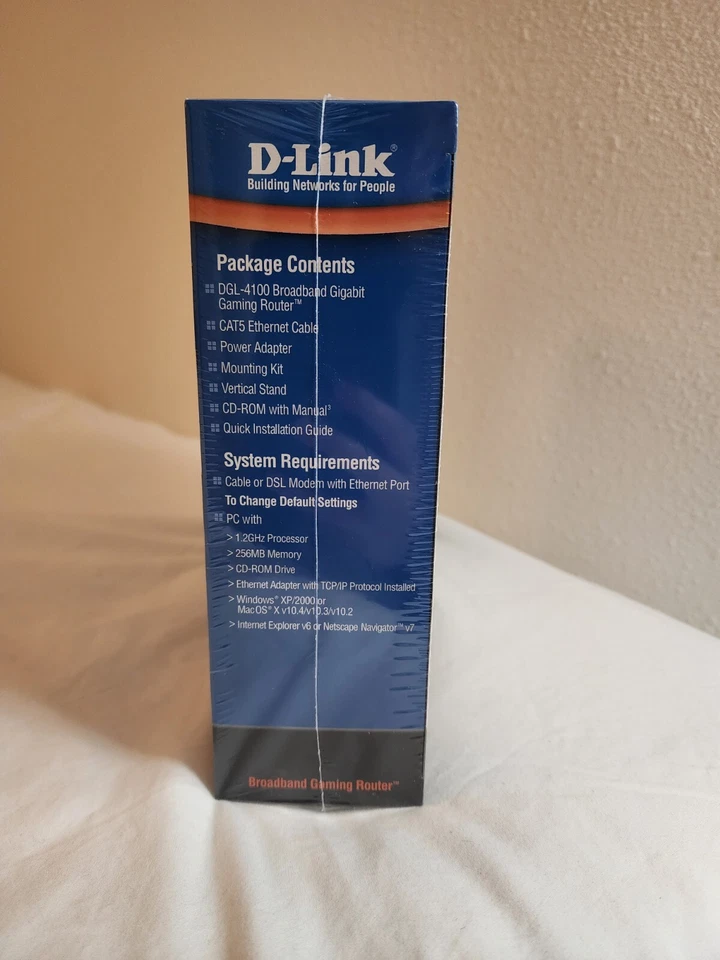 D-Link®
Building Networks for People
Package Contents
DGL-4100 Broadband Gigabit
Gaming Router™
CAT5 Ethernet Cable
Power Adapter
Mounting Kit
Vertical Stand
CD-ROM with Manual³
Quick Installation Guide
System Requirements
Cable or DSL Modem with Ethernet Port
To Change Default Settings
PC with
> 1.2GHz Processor
> 256MB Memory
> CD-ROM Drive
> Ethernet Adapter with TCP/IP Protocol Installed
> Windows® XP/2000 or
Mac OS® X v10.4/v10.3/v10.2
> Internet Explorer v6 or Netscape Navigator™ v7
Broadband Gaming Router™